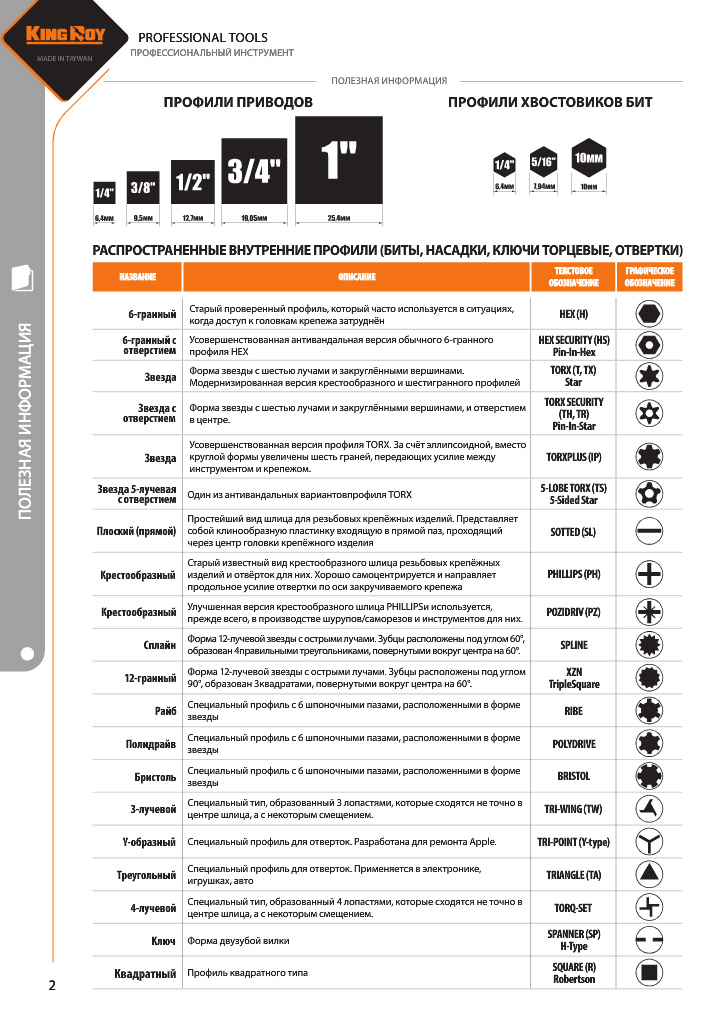 KING ROY
MADE IN TAYWAN
PROFESSIONAL TOOLS
ПРОФЕССИОНАЛЬНЫЙ ИНСТРУМЕНТ
ПОЛЕЗНАЯ ИНФОРМАЦИЯ
ПРОФИЛИ ПРИВОДОВ
ПРОФИЛИ ХВОСТОВИКОВ БИТ
1/4" 3/8" 1/2" 3/4" 1"
6,4мм 9,5мм 12,7мм 19,05мм 25.4мм
1/4" 5/16" 10мм
6,4мм 7,94мм 10мм
РАСПРОСТРАНЕННЫЕ ВНУТРЕННИЕ ПРОФИЛИ (БИТЫ, НАСАДКИ, КЛЮЧИ ТОРЦЕВЫЕ, ОТВЕРТКИ)
НАЗВАНИЕ
ОПИСАНИЕ
ТЕКСТОВОЕ
ОБОЗНАЧЕНИЕ
ГРАФИЧЕСКОЕ
ОБОЗНАЧЕНИЕ
6-гранный
Старый проверенный профиль, который часто используется в ситуациях,
когда доступ к головкам крепежа затруднён
HEX (H)
6-гранный с
отверстием
Усовершенствованная антивандальная версия обычного 6-гранного
профиля HEX
HEX SECURITY (HS)
Pin-In-Hex
Звезда
Форма звезды с шестью лучами и закруглёнными вершинами.
Модернизированная версия крестообразного и шестигранного профилей
TORX (T, TX)
Star
Звезда с
отверстием
Форма звезды с шестью лучами и закруглёнными вершинами, и отверстием
в центре.
TORX SECURITY
(TH, TR)
Pin-In-Star
Звезда
Усовершенствованная версия профиля TORX. За счёт эллипсоидной, вместо
круглой формы увеличены шесть граней, передающих усилие между
инструментом и крепежом.
TORXPLUS (IP)
Звезда 5-лучевая
с отверстием
Один из антивандальных вариантовпрофиля TORX
5-LOBE TORX (TS)
5-Sided Star
Плоский (прямой)
Простейший вид шлица для резьбовых крепёжных изделий. Представляет
собой клинообразную пластинку входящую в прямой паз, проходящий
через центр головки крепёжного изделия
SOTTED (SL)
Крестообразный
Старый известный вид крестообразного шлица резьбовых крепёжных
изделий и отвёрток для них. Хорошо самоцентрируется и направляет
продольное усилие отвертки по оси закручиваемого крепежа
PHILLIPS (PH)
Крестообразный
Улучшенная версия крестообразного шлица PHILLIPSи используется,
прежде всего, в производстве шурупов/саморезов и инструментов для них.
POZIDRIV (PZ)
Сплайн
Форма 12-лучевой звезды с острыми лучами. Зубцы расположены под углом 60°,
образован 4правильными треугольниками, повернутыми вокруг центра на 60°.
SPLINE
12-гранный
Форма 12-лучевой звезды с острыми лучами. Зубцы расположены под углом
90°, образован 3квадратами, повернутыми вокруг центра на 60°.
XZN
TripleSquare
Райб
Специальный профиль с 6 шпоночными пазами, расположенными в форме
звезды
RIBE
Полидрайв
Специальный профиль с 6 шпоночными пазами, расположенными в форме
звезды
POLYDRIVE
Бристоль
Специальный профиль с 6 шпоночными пазами, расположенными в форме
звезды
BRISTOL
3-лучевой
Специальный тип, образованный 3 лопастями, которые сходятся не точно в
центре шлица, а с некоторым смещением.
TRI-WING (TW)
Y-образный
Специальный профиль для отверток. Разработана для ремонта Apple.
TRI-POINT (Y-type)
Треугольный
Специальный профиль для отверток. Применяется в электронике,
игрушках, авто
TRIANGLE (TA)
4-лучевой
Специальный тип, образованный 4 лопастями, которые сходятся не точно в
центре шлица, а с некоторым смещением.
TORQ-SET
Ключ
Форма двузубой вилки
SPANNER (SP)
H-Type
Квадратный
Профиль квадратного типа
SQUARE (R)
Robertson
ПОЛЕЗНАЯ ИНФОРМАЦИЯ
2